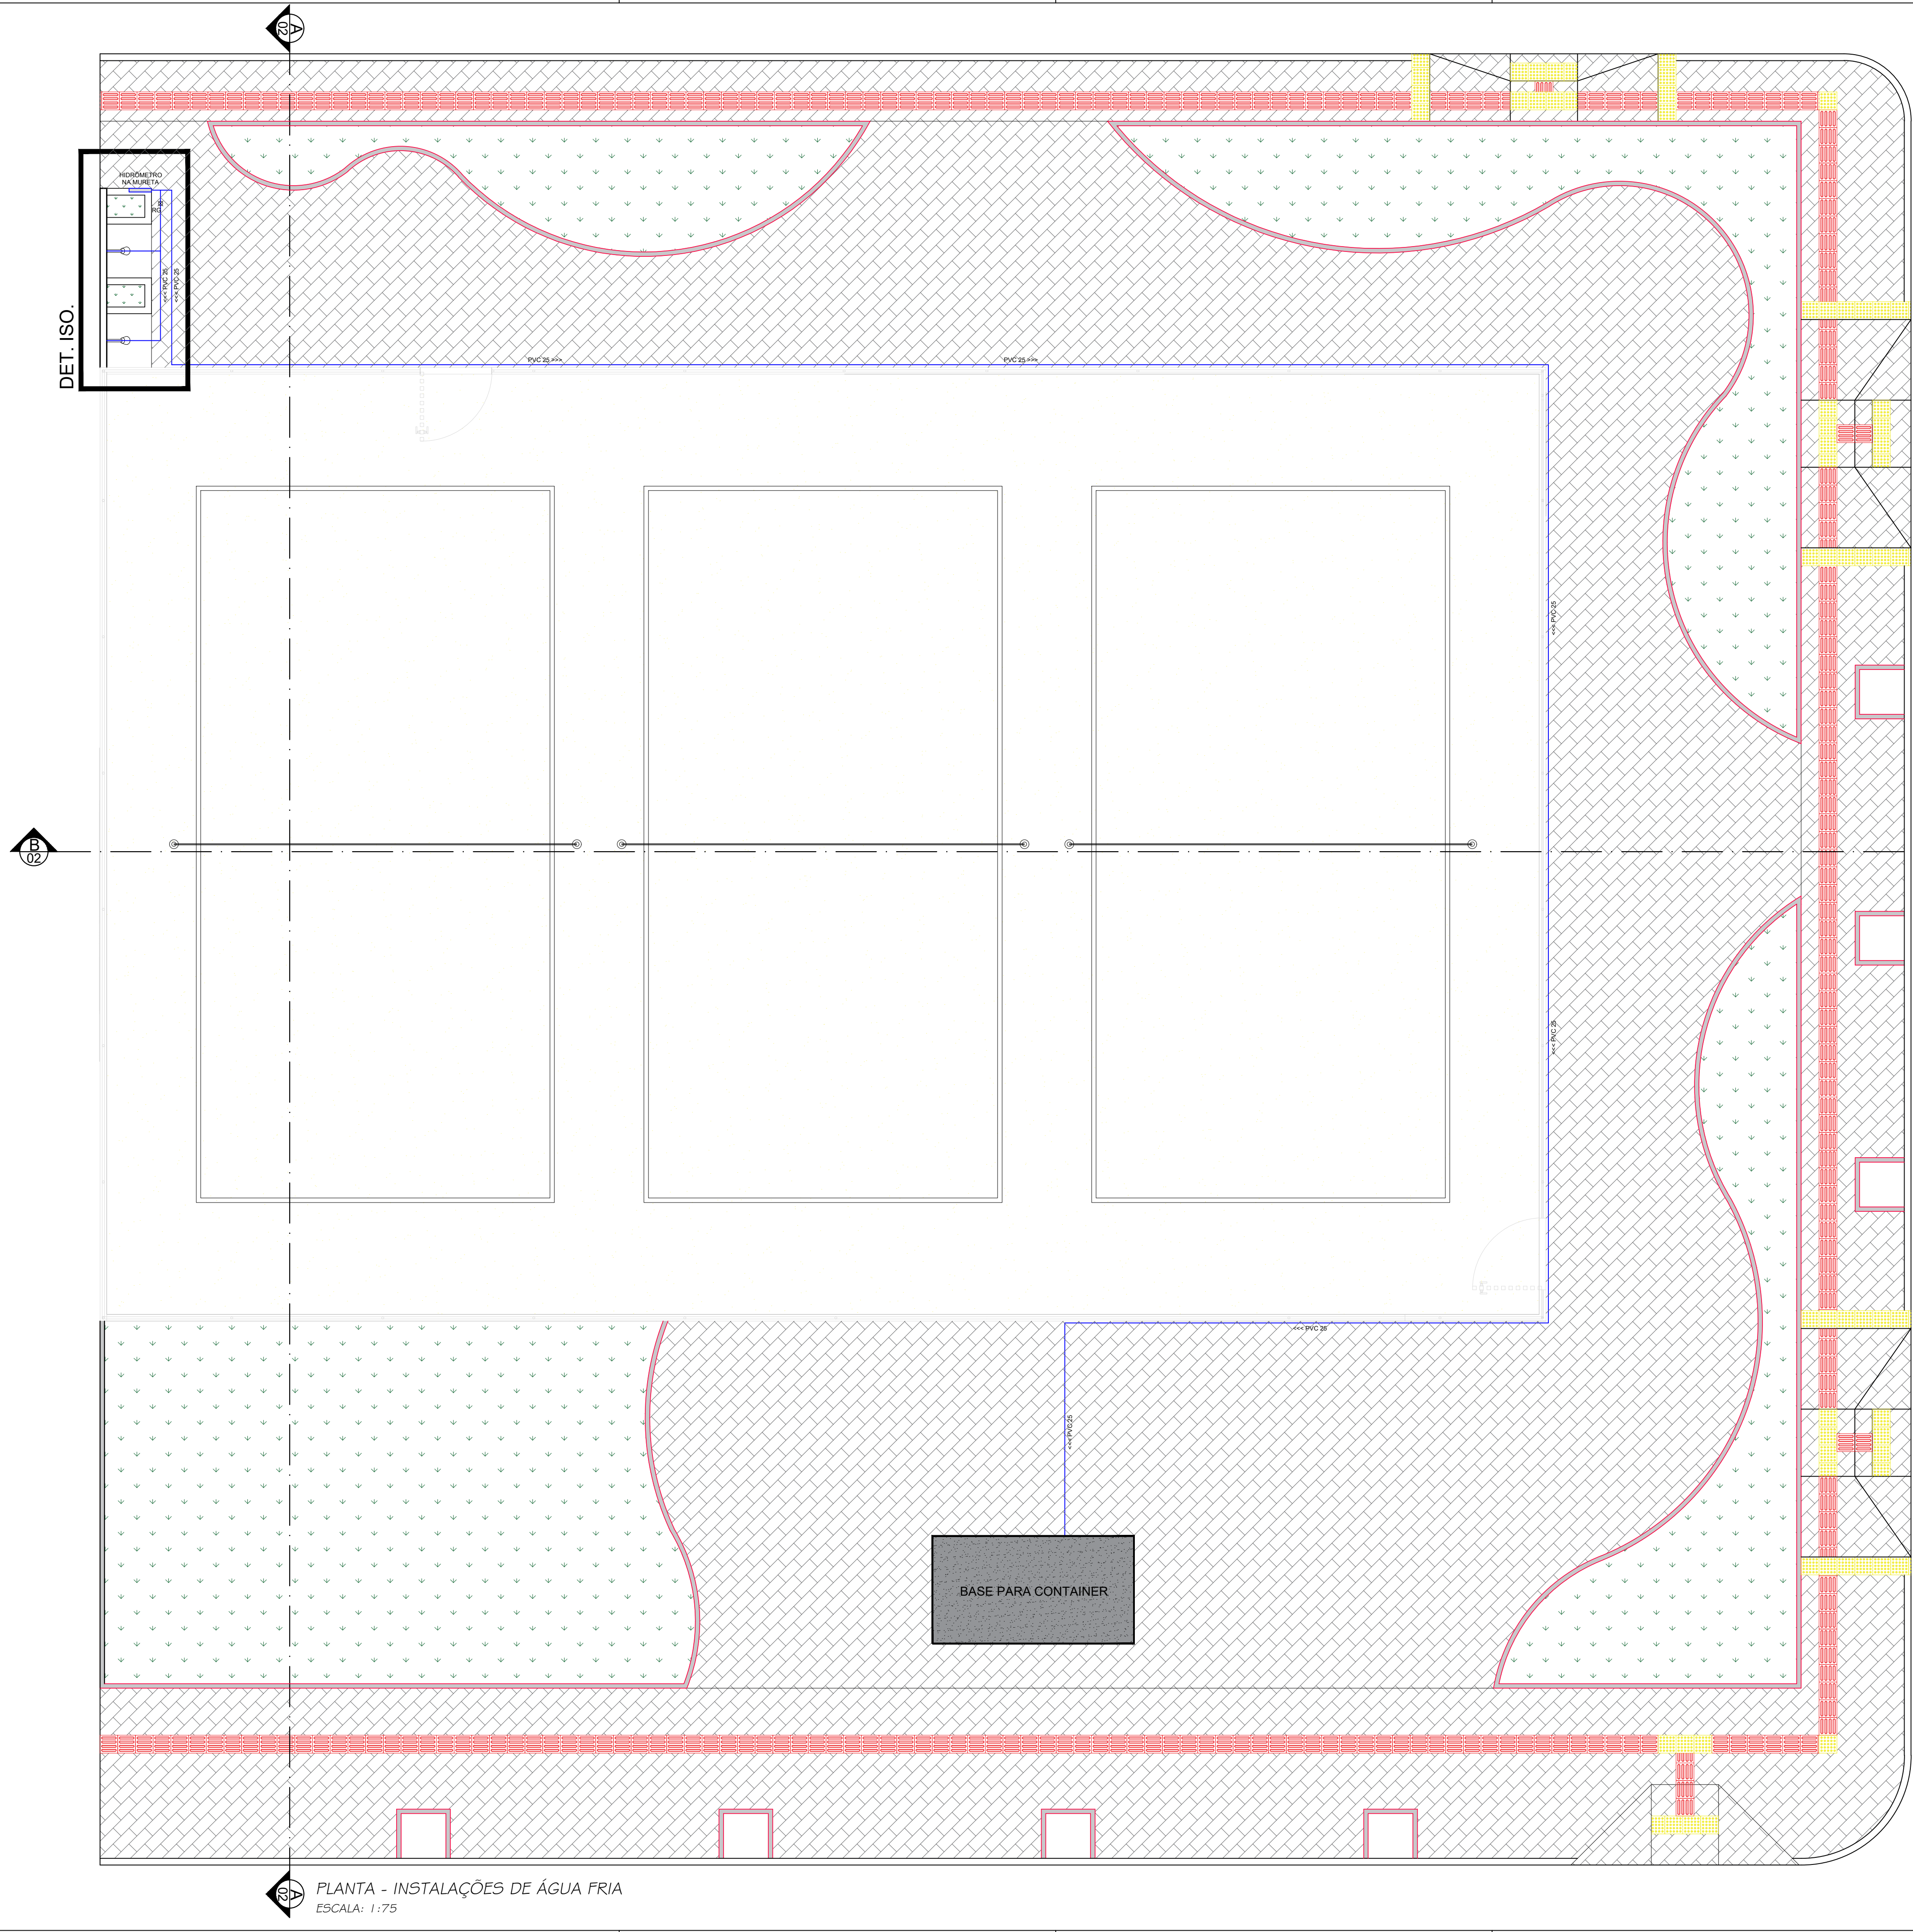 A
02
HIDRÔMETRO
NA MURETA
RG
<<< PVC 25
<<< PVC 25
DET. ISO.
PVC 25 >>>
PVC 25 >>>
<<< PVC 25
B
02
<<< PVC 25
<<< PVC 25
<<< PVC 25
BASE PARA CONTAINER
A
02
PLANTA - INSTALAÇÕES DE ÁGUA FRIA
ESCALA: 1:75